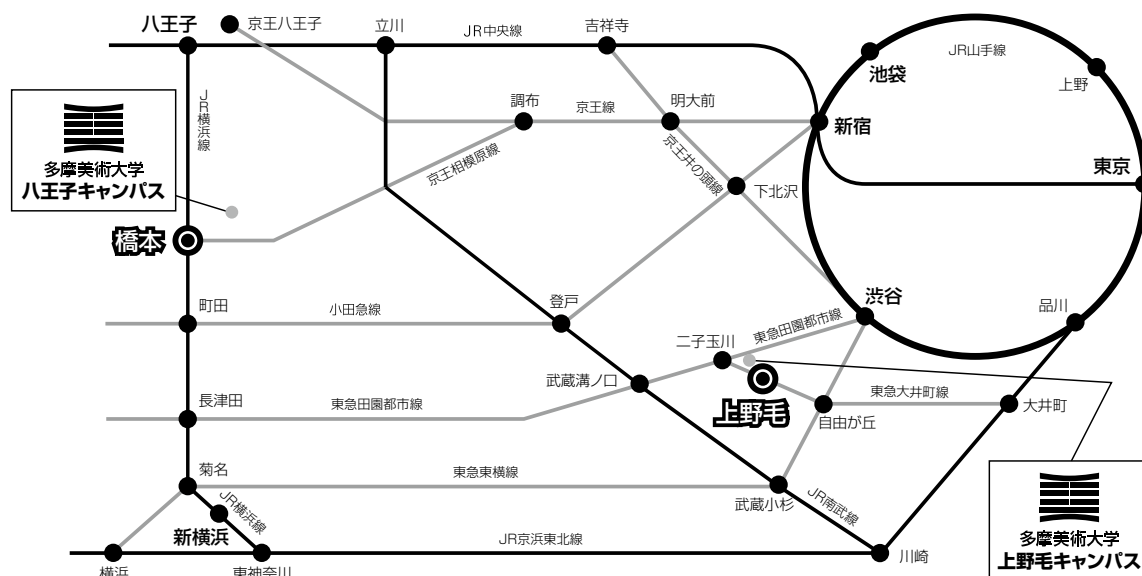 八王子
京王八王子
立川
JR中央線
吉祥寺
JR山手線
池袋
上野
JR横浜線
調布
京王線
明大前
新宿
多摩美術大学
八王子キャンパス
京王相模原線
京王井の頭線
下北沢
東京
橋本
町田
小田急線
登戸
渋谷
品川
二子玉川
東急田園都市線
武蔵溝ノ口
上野毛
長津田
東急田園都市線
東急大井町線
自由が丘
大井町
菊名
東急東横線
JR横浜線
新横浜
武蔵小杉
JR南武線
多摩美術大学
上野毛キャンパス
JR京浜東北線
川崎
横浜
東神奈川